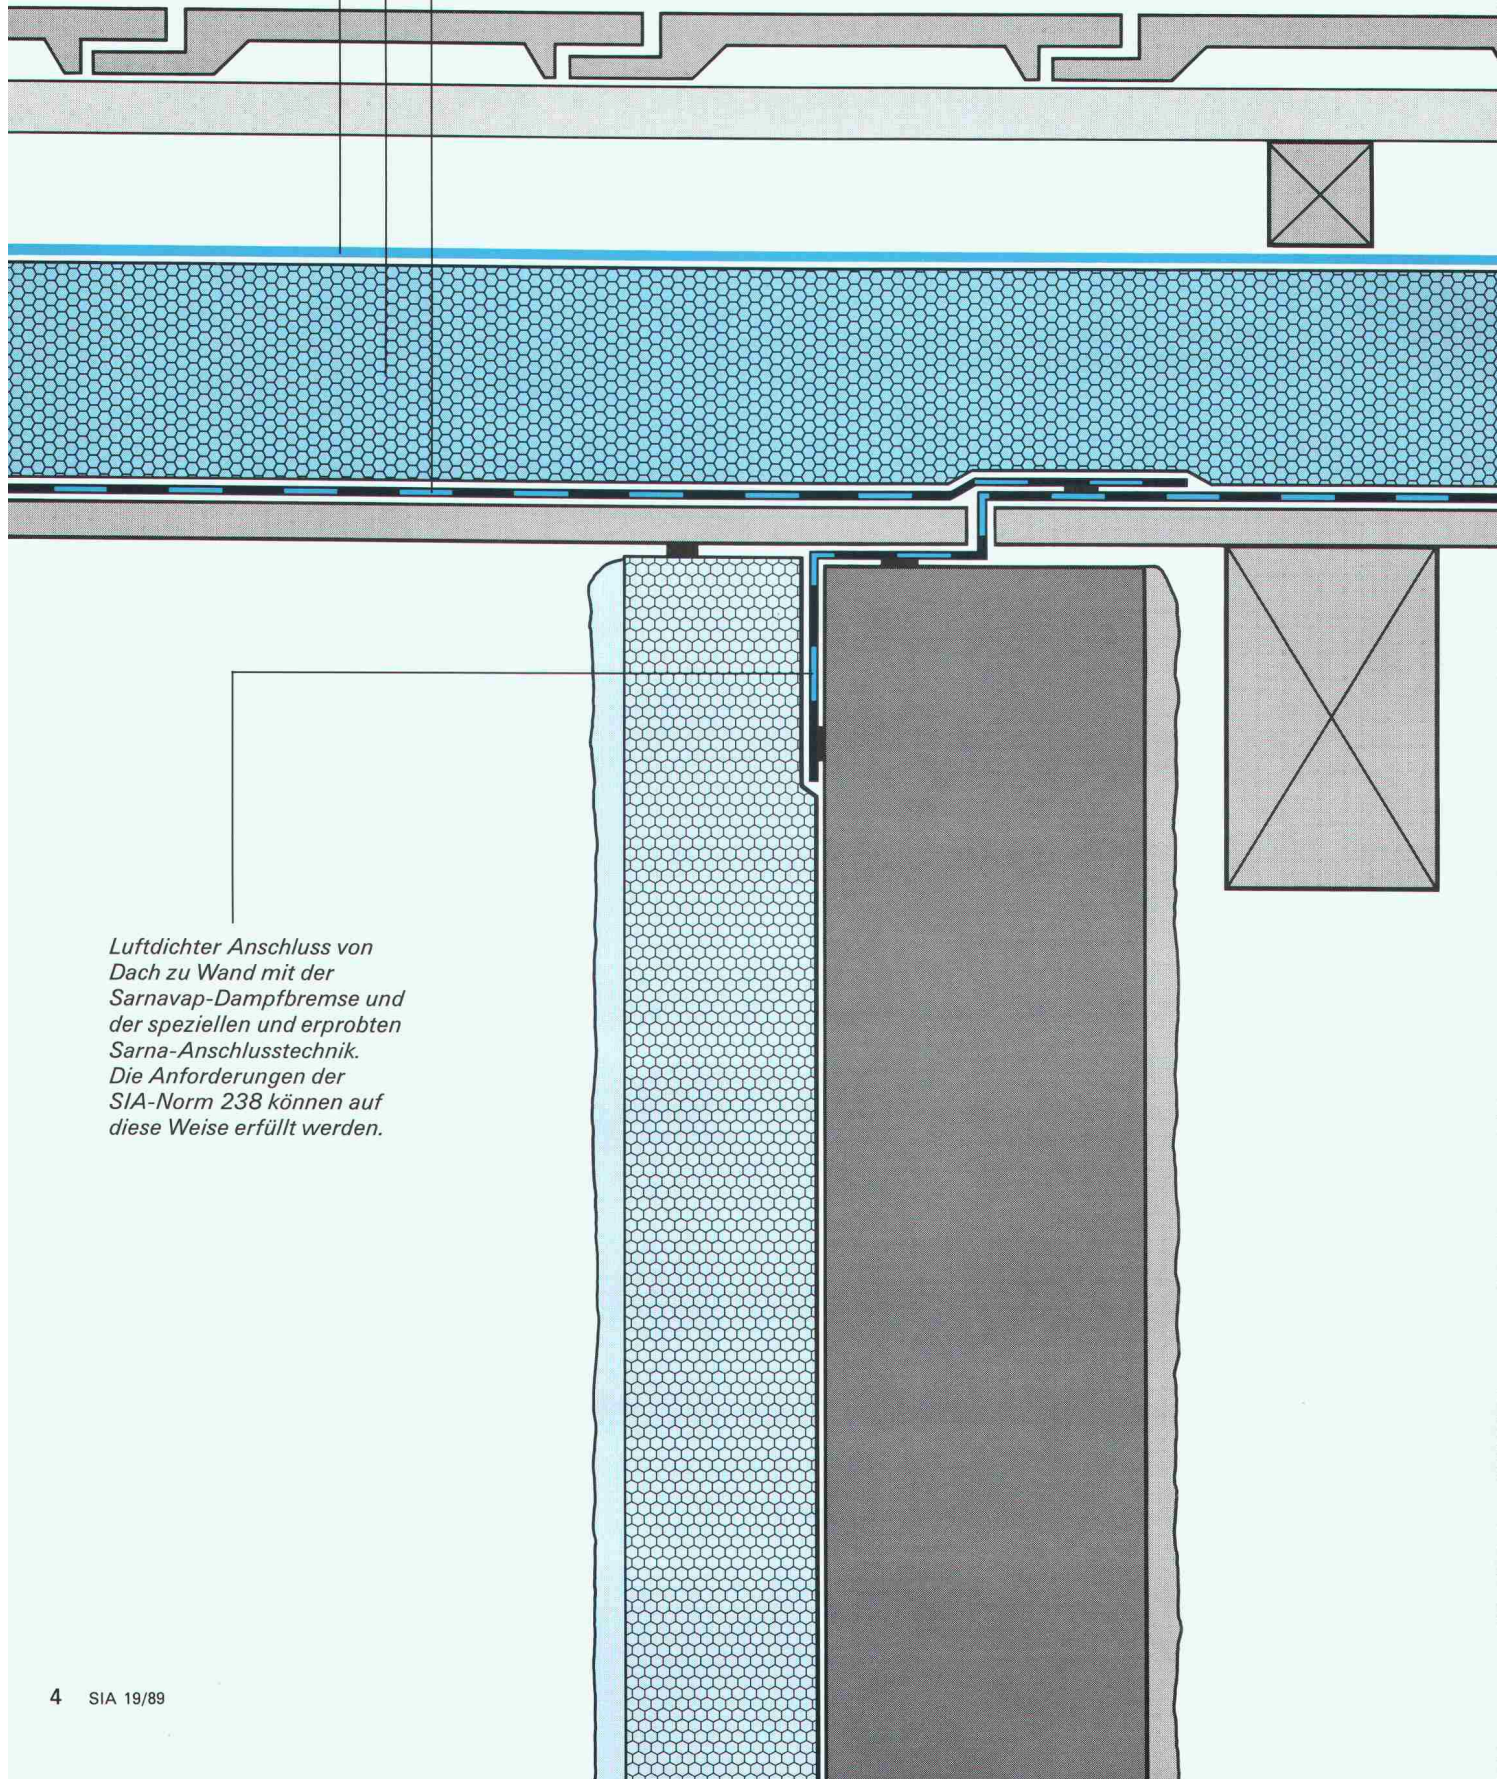 Luftdichter Anschluss von
Dach zu Wand mit der
Sarnavap-Dampfbremse und
der speziellen und erprobten
Sarna-Anschlusstechnik.
Die Anforderungen der
SIA-Norm 238 können auf
diese Weise erfüllt werden.
4 SIA 19/89